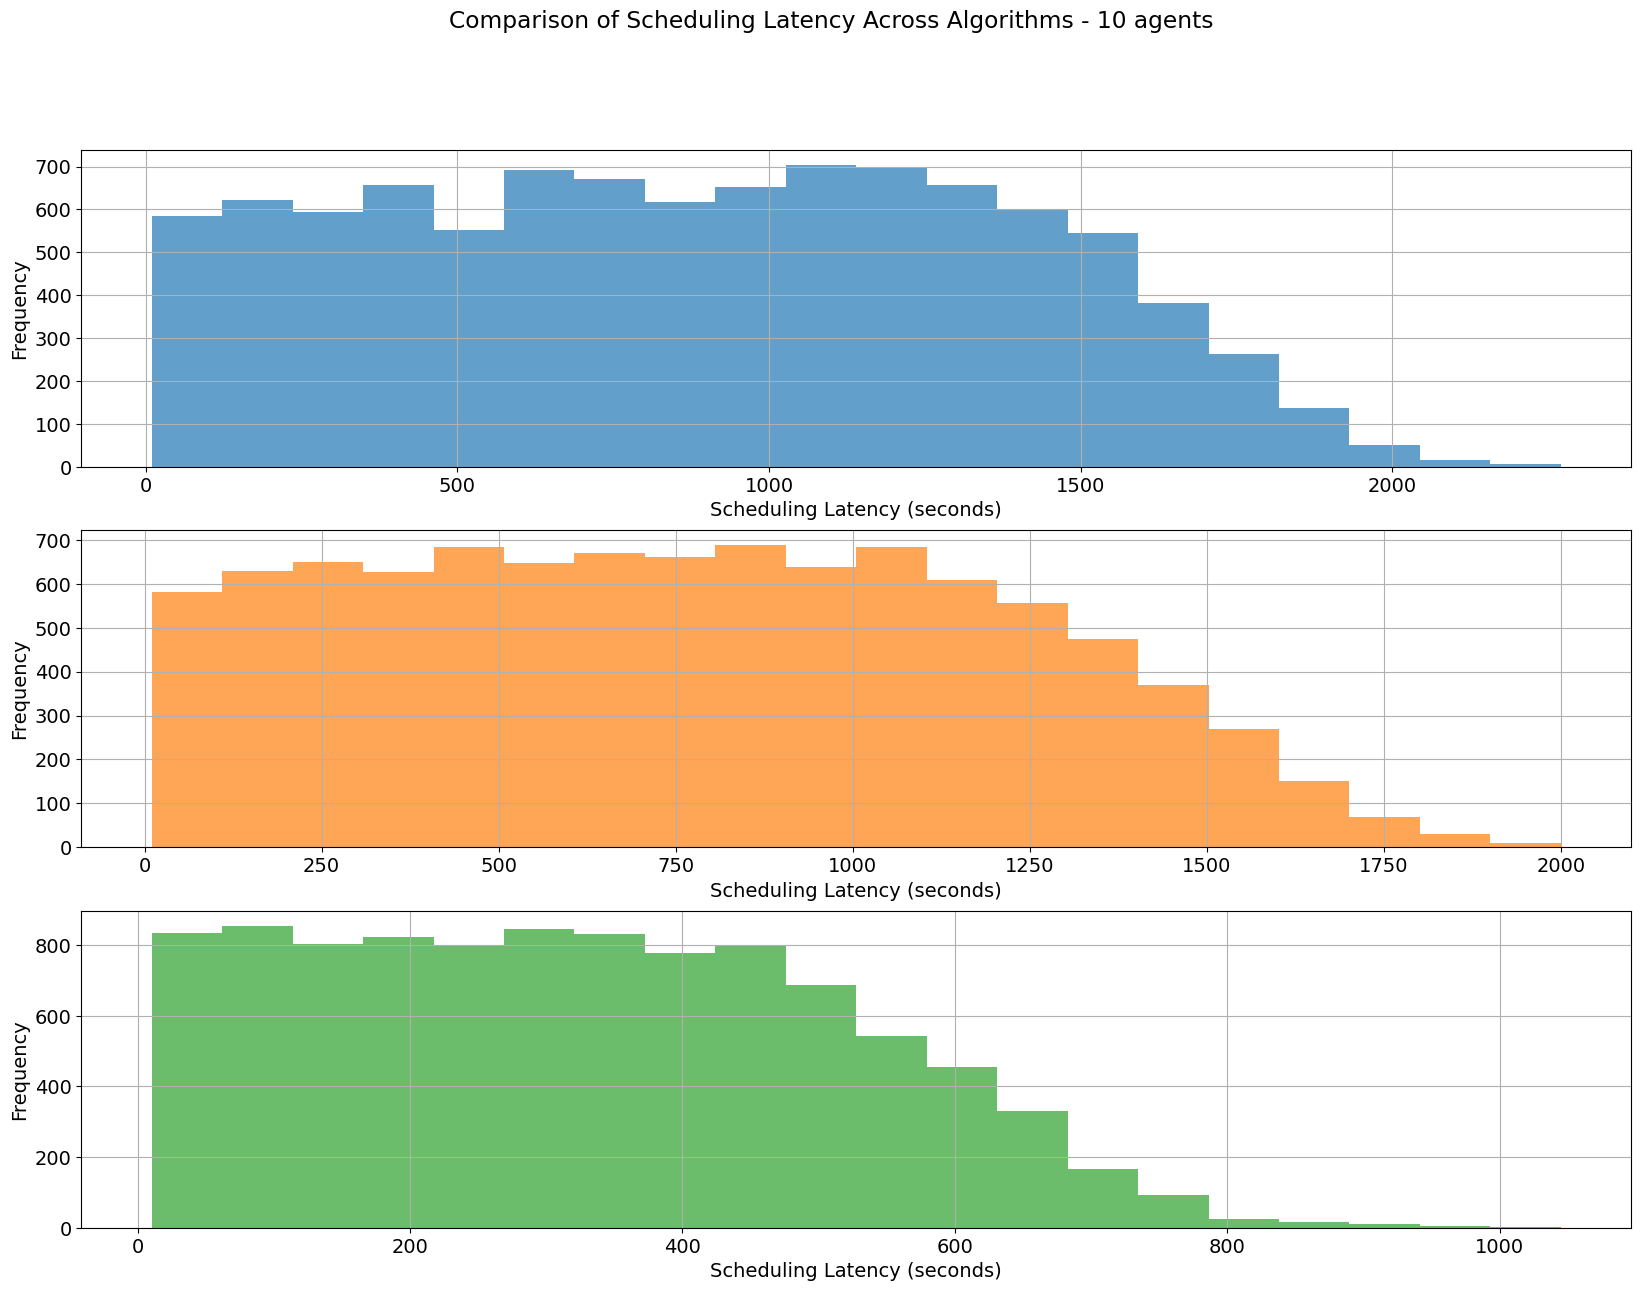 Comparison of Scheduling Latency Across Algorithms - 10 agents
700
600
500
400
300
200
100
0
Frequency
0 500 1000 1500 2000
Scheduling Latency (seconds)
700
600
500
400
300
200
100
0
Frequency
0 250 500 750 1000 1250 1500 1750 2000
Scheduling Latency (seconds)
800
600
400
200
0
Frequency
0 200 400 600 800 1000
Scheduling Latency (seconds)